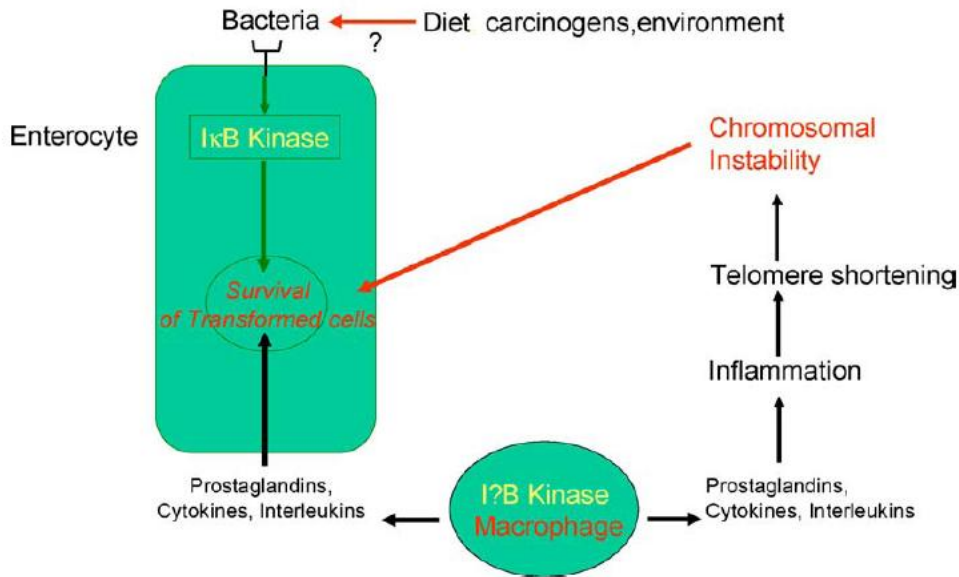 Bacteria
Diet carcinogens,environment
?
Enterocyte
IκB Kinase
Chromosomal
Instability
Survival
of Transformed cells
Telomere shortening
Inflammation
Prostaglandins,
Cytokines, Interleukins
I?B Kinase
Macrophage
Prostaglandins,
Cytokines, Interleukins